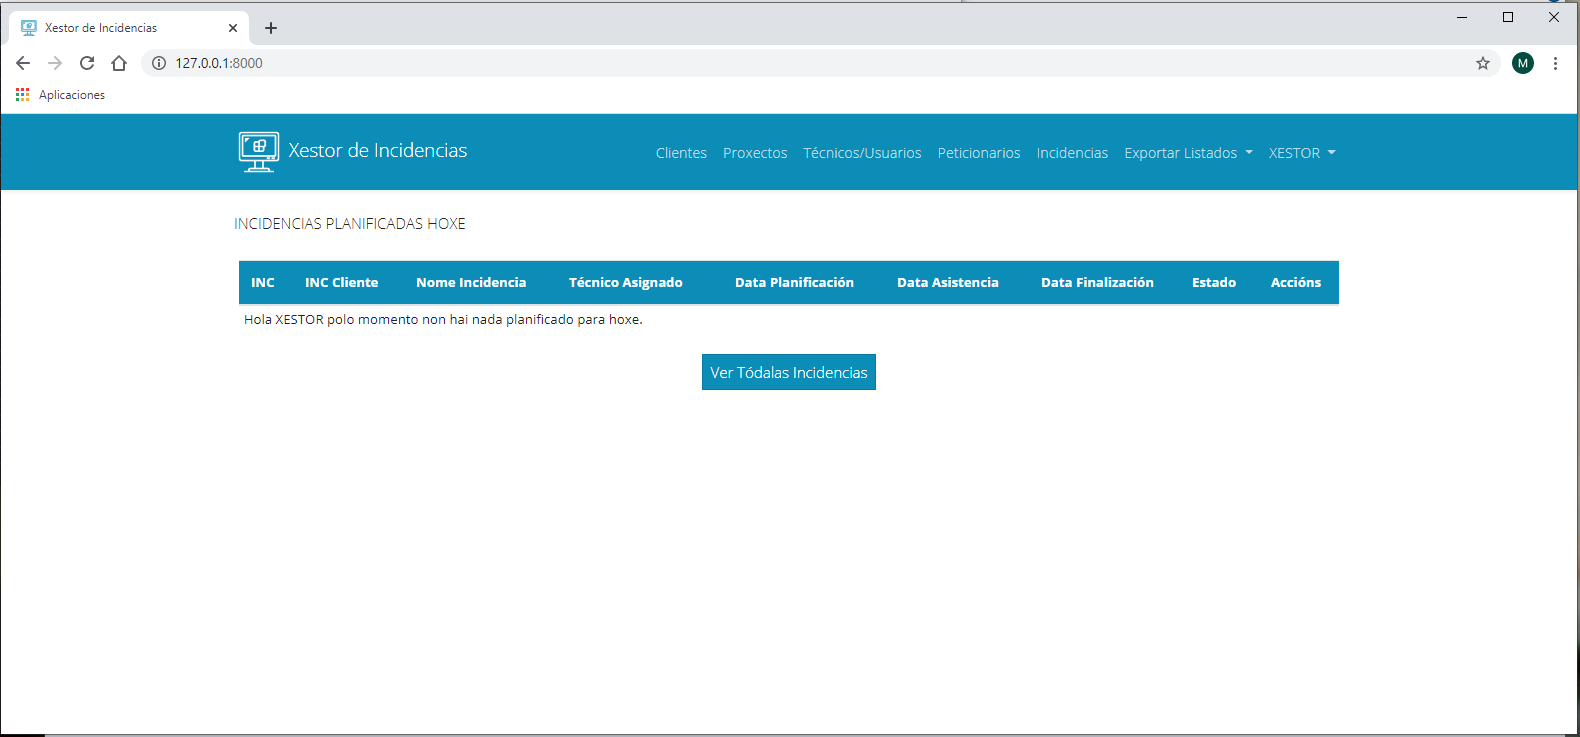 Xestor de Incidencias
127.0.0.1:8000
M
Aplicaciones
Xestor de Incidencias Clientes Proxectos Técnicos/Usuarios Peticionarios Incidencias Exportar Listados XESTOR
INCIDENCIAS PLANIFICADAS HOXE
INC INC Cliente Nome Incidencia Técnico Asignado Data Planificación Data Asistencia Data Finalización Estado Accións
Hola XESTOR polo momento non hai nada planificado para hoxe.
Ver Tódalas Incidencias